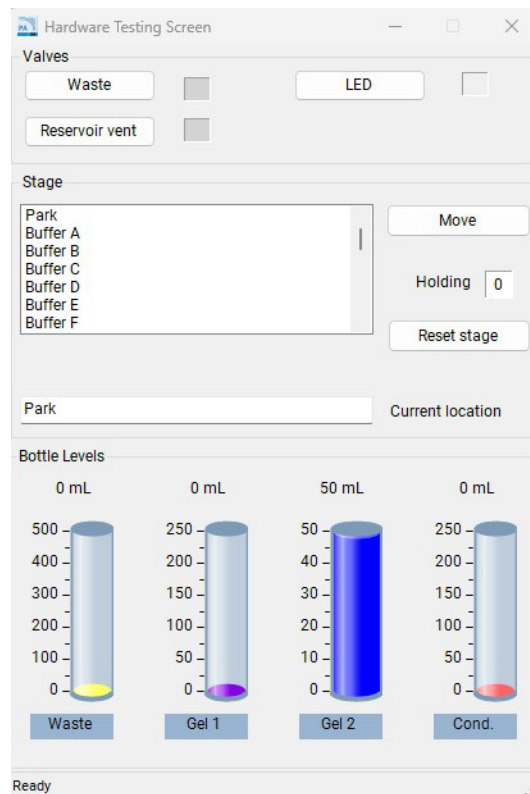 PA Hardware Testing Screen
Valves
Waste LED
Reservoir vent
Stage
Park
Buffer A
Buffer B
Buffer C
Buffer D
Buffer E
Buffer F
Move
Holding 0
Reset stage
Park Current location
Bottle Levels
0 mL 0 mL 50 mL 0 mL
500 250 50 250
400 200 40 200
300 150 30 150
200 100 20 100
100 50 10 50
0 0 0 0
Waste Gel 1 Gel 2 Cond.
Ready